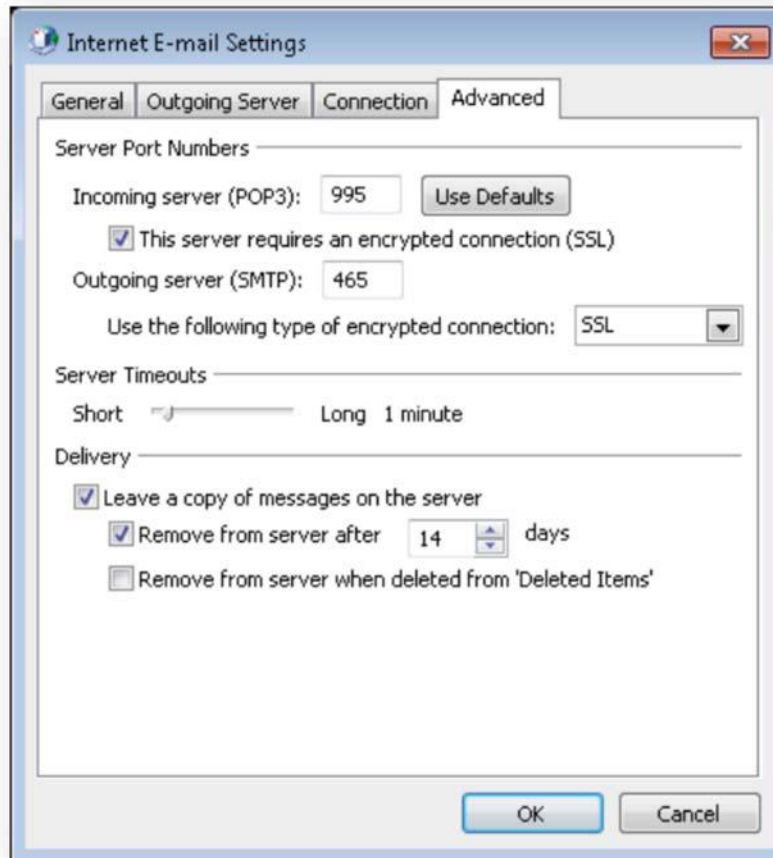 Internet E-mail Settings
General Outgoing Server Connection Advanced
Server Port Numbers
Incoming server (POP3): 995 Use Defaults
This server requires an encrypted connection (SSL)
Outgoing server (SMTP): 465
Use the following type of encrypted connection: SSL
Server Timeouts
Short Long 1 minute
Delivery
Leave a copy of messages on the server
Remove from server after 14 days
Remove from server when deleted from 'Deleted Items'
OK Cancel